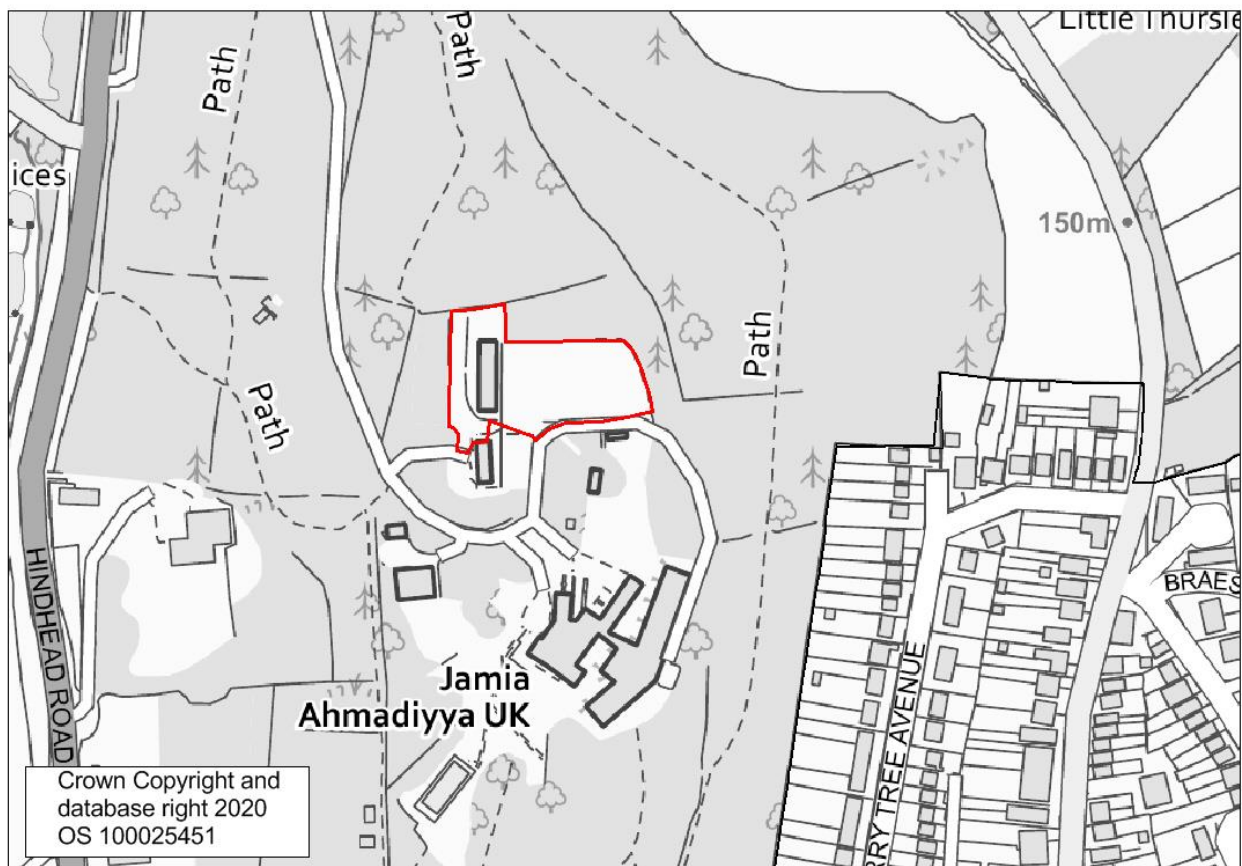 Little Thursle
Path
Path
ices
150m
Path
Path
HINDHEAD ROAD
BRAES
Jamia
Ahmadiyya UK
RRY TREE AVENUE
Crown Copyright and
database right 2020
OS 100025451